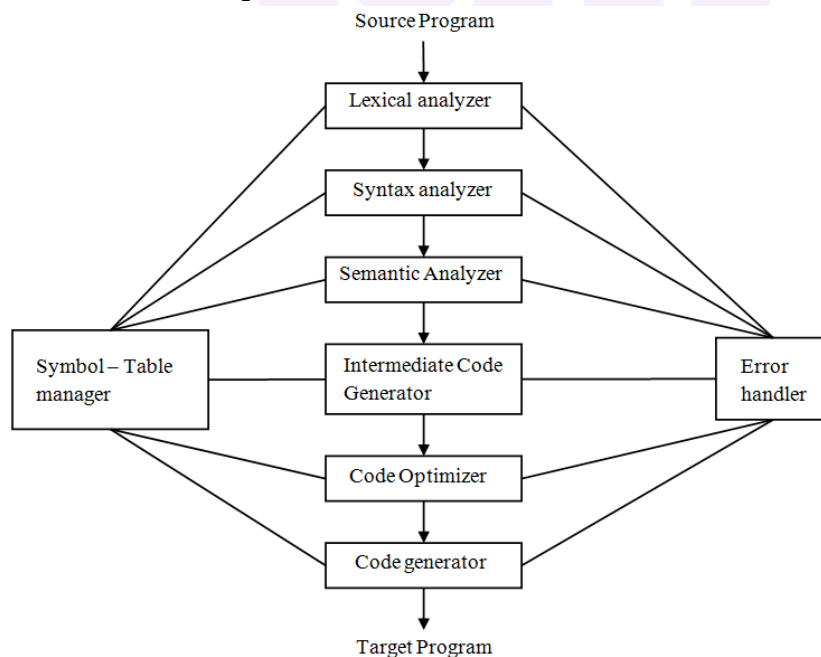 Source Program
Lexical analyzer
Syntax analyzer
Semantic Analyzer
Symbol – Table
manager
Intermediate Code
Generator
Error
handler
Code Optimizer
Code generator
Target Program